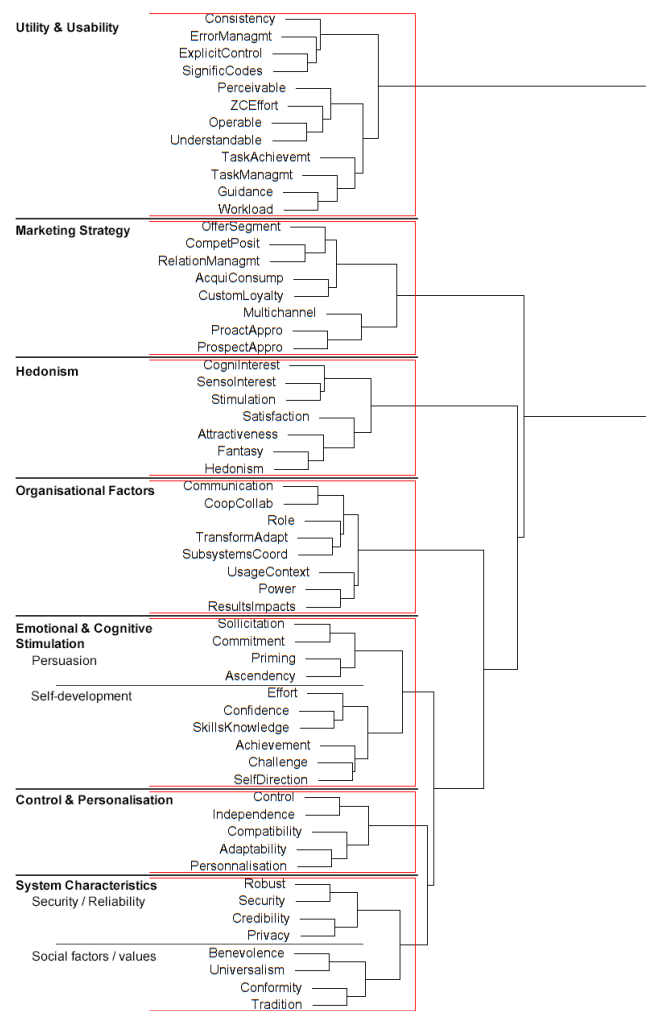 Consistency
Utility & Usability
ErrorManagmt
ExplicitControl
SignificCodes
Perceivable
ZCEffort
Operable
Understandable
TaskAchievemt
TaskManagmt
Guidance
Workload
OfferSegment
Marketing Strategy
CompetPosit
RelationManagmt
AcquiConsump
CustomLoyalty
Multichannel
ProactAppro
ProspectAppro
CogniInterest
Hedonism
SensoInterest
Stimulation
Satisfaction
Attractiveness
Fantasy
Hedonism
Communication
Organisational Factors
CoopCollab
Role
TransformAdapt
SubsystemsCoord
UsageContext
Power
ResultsImpacts
Sollicitation
Emotional & Cognitive
Stimulation
Commitment
Persuasion
Priming
Ascendency
Effort
Self-development
Confidence
SkillsKnowledge
Achievement
Challenge
SelfDirection
Control
Control & Personalisation
Independence
Compatibility
Adaptability
Personnalisation
Robust
System Characteristics
Security / Reliability
Security
Credibility
Privacy
Benevolence
Social factors / values
Universalism
Conformity
Tradition